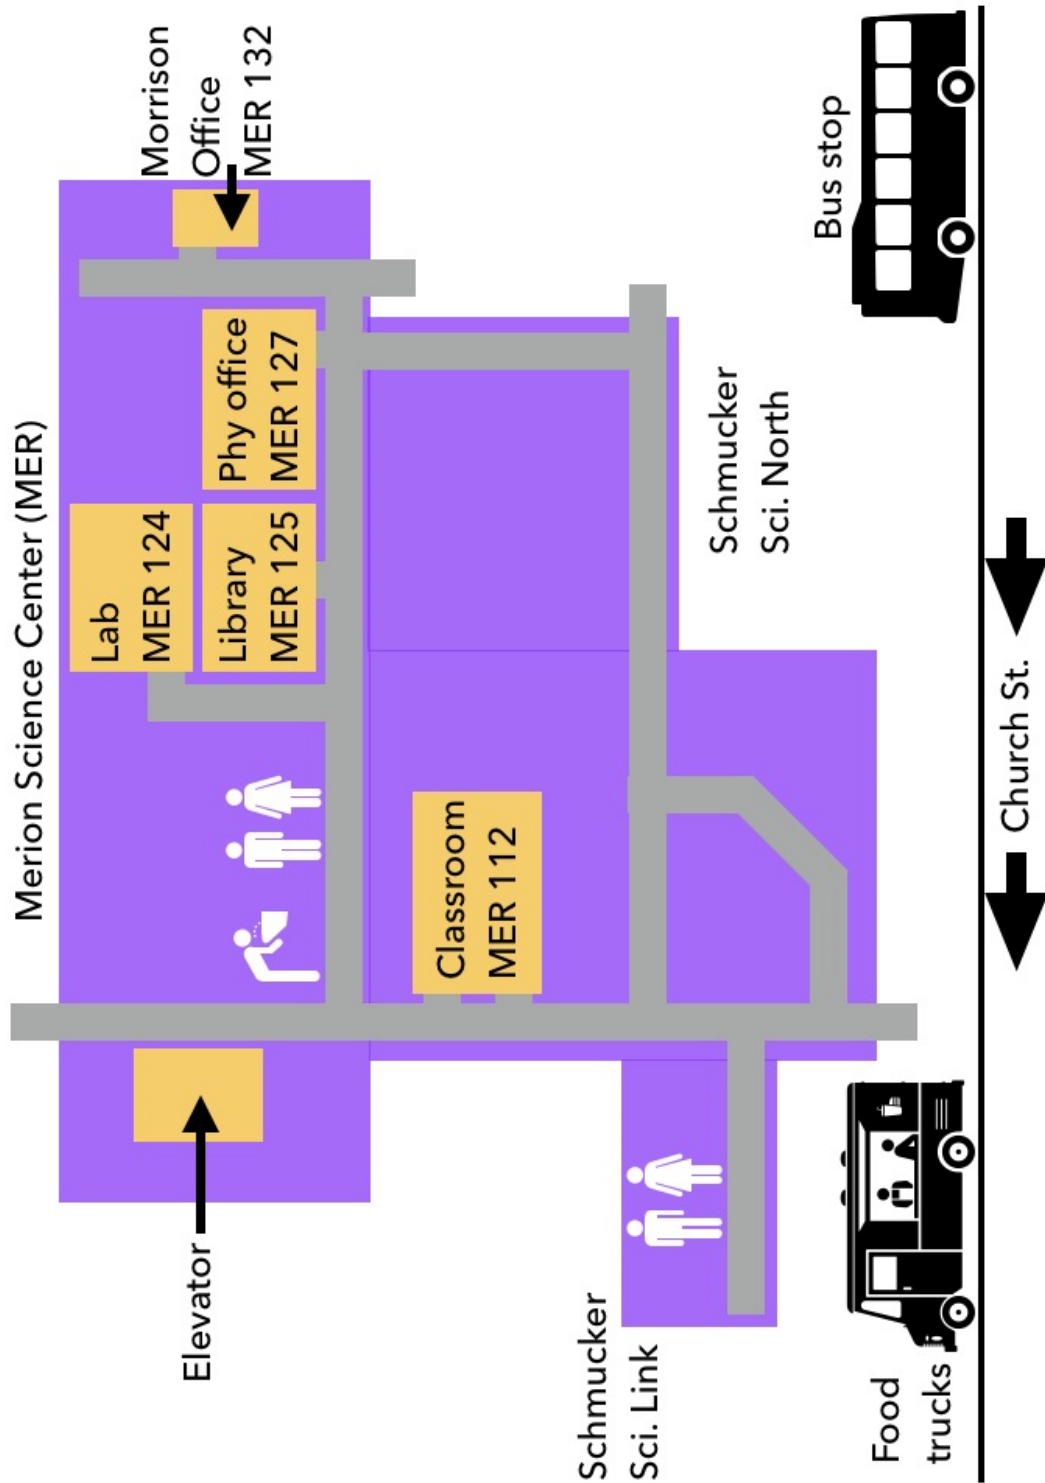 Merion Science Center (MER)
Elevator
Lab
MER 124
Library
MER 125
Phy office
MER 127
Morrison
Office
MER 132
Classroom
MER 112
Schmucker
Sci. Link
Schmucker
Sci. North
Food
trucks
Bus stop
Church St.